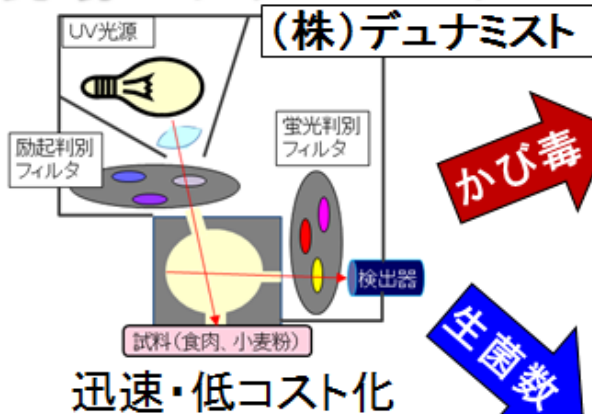 UV光源
(株)デュナミスト
励起判別
フィルタ
蛍光判別
フィルタ
かび毒
検出器
試料(食肉、小麦粉)
生菌数
迅速・低コスト化